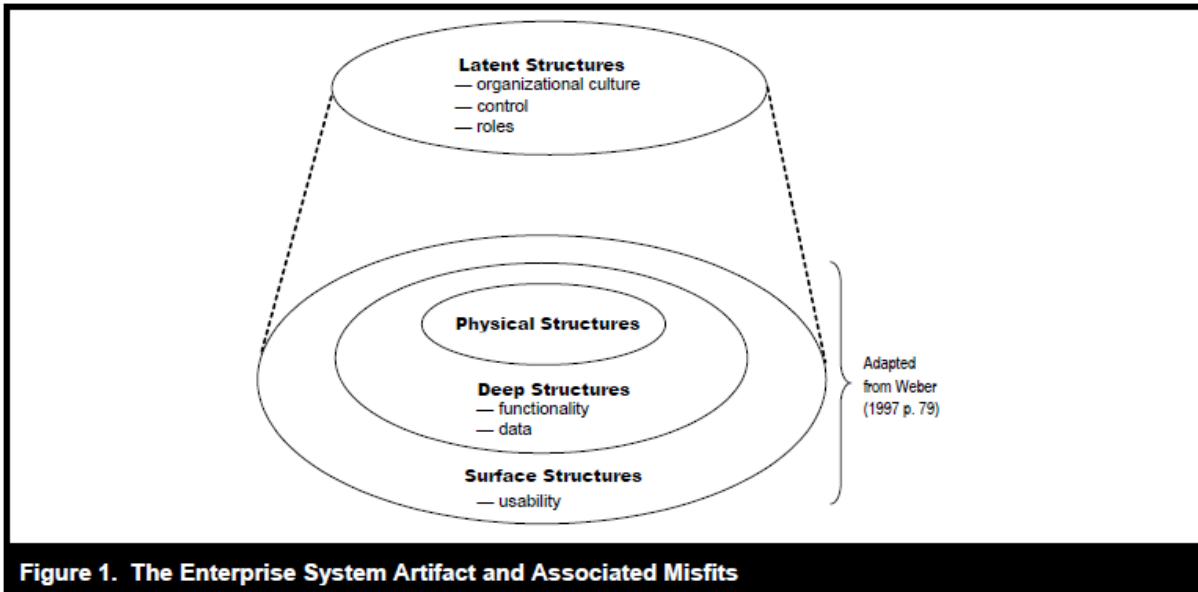 Latent Structures
— organizational culture
— control
— roles
Physical Structures
Deep Structures
— functionality
— data
Surface Structures
— usability
Adapted
from Weber
(1997 p. 79)
Figure 1. The Enterprise System Artifact and Associated Misfits